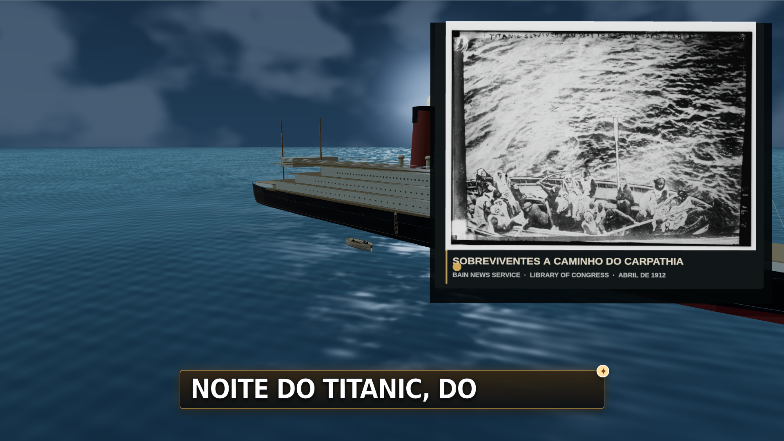 SOBREVIVENTES A CAMINHO DO CARPATHIA
BAIN NEWS SERVICE · LIBRARY OF CONGRESS · ABRIL DE 1912
NOITE DO TITANIC, DO